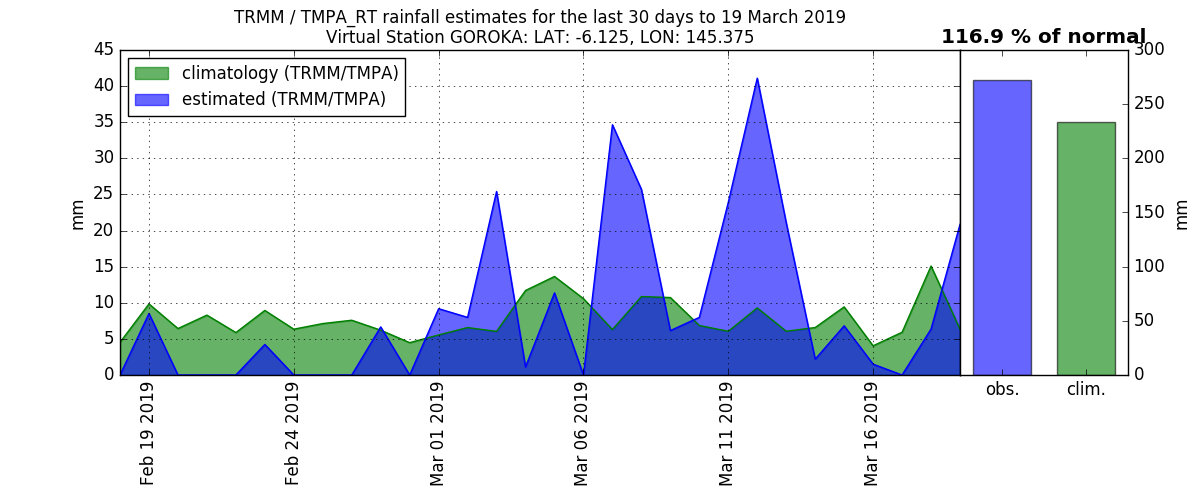 TRMM / TMPA_RT rainfall estimates for the last 30 days to 19 March 2019
Virtual Station GOROKA: LAT: -6.125, LON: 145.375
116.9 % of normal
climatology (TRMM/TMPA)
estimated (TRMM/TMPA)
45
40
35
30
25
20
15
10
5
0
mm
Feb 19 2019
Feb 24 2019
Mar 01 2019
Mar 06 2019
Mar 11 2019
Mar 16 2019
300
250
200
150
100
50
0
mm
obs.
clim.